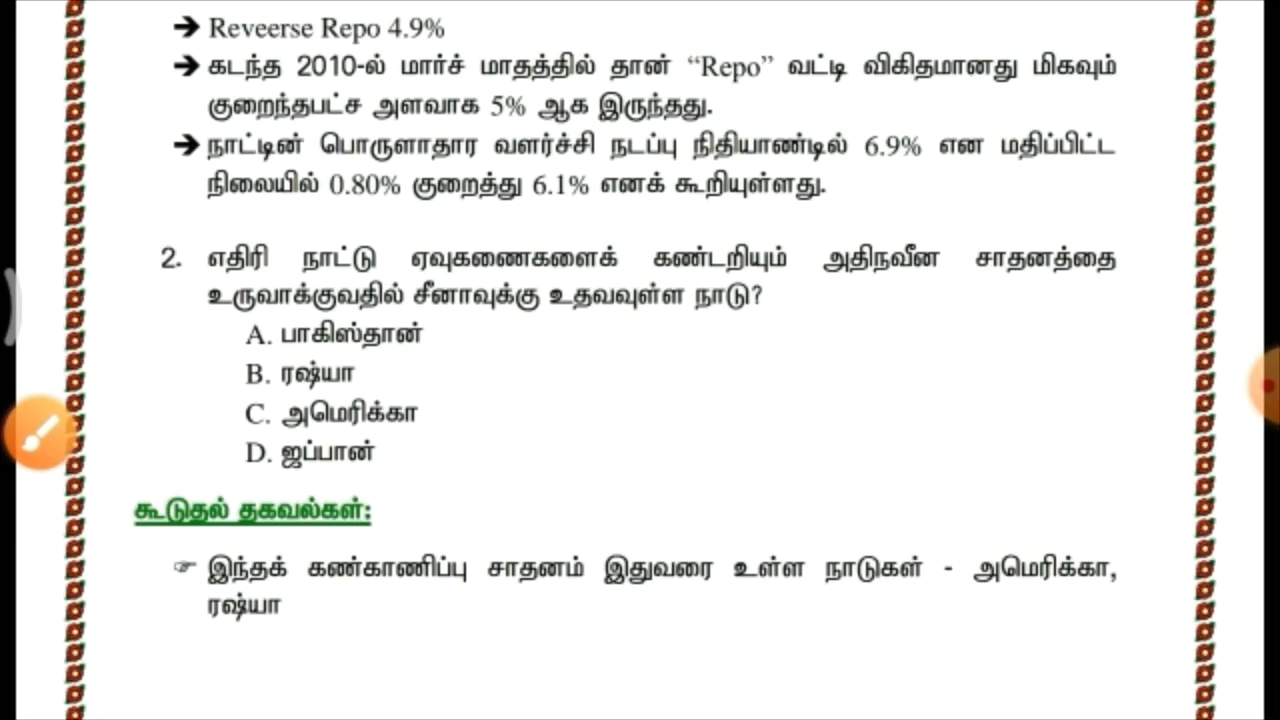 ➔ Reveerse Repo 4.9%
➔ கடந்த 2010-ல் மார்ச் மாதத்தில் தான் “Repo” வட்டி விகிதமானது மிகவும்
குறைந்தபட்ச அளவாக 5% ஆக இருந்தது.
➔ நாட்டின் பொருளாதார வளர்ச்சி நடப்பு நிதியாண்டில் 6.9% என மதிப்பிட்ட
நிலையில் 0.80% குறைத்து 6.1% எனக் கூறியுள்ளது.
2. எதிரி நாட்டு ஏவுகணைகளைக் கண்டறியும் அதிநவீன சாதனத்தை
உருவாக்குவதில் சீனாவுக்கு உதவவுள்ள நாடு?
A. பாகிஸ்தான்
B. ரஷ்யா
C. அமெரிக்கா
D. ஜப்பான்
கூடுதல் தகவல்கள்:
☞ இந்தக் கண்காணிப்பு சாதனம் இதுவரை உள்ள நாடுகள் - அமெரிக்கா,
ரஷ்யா